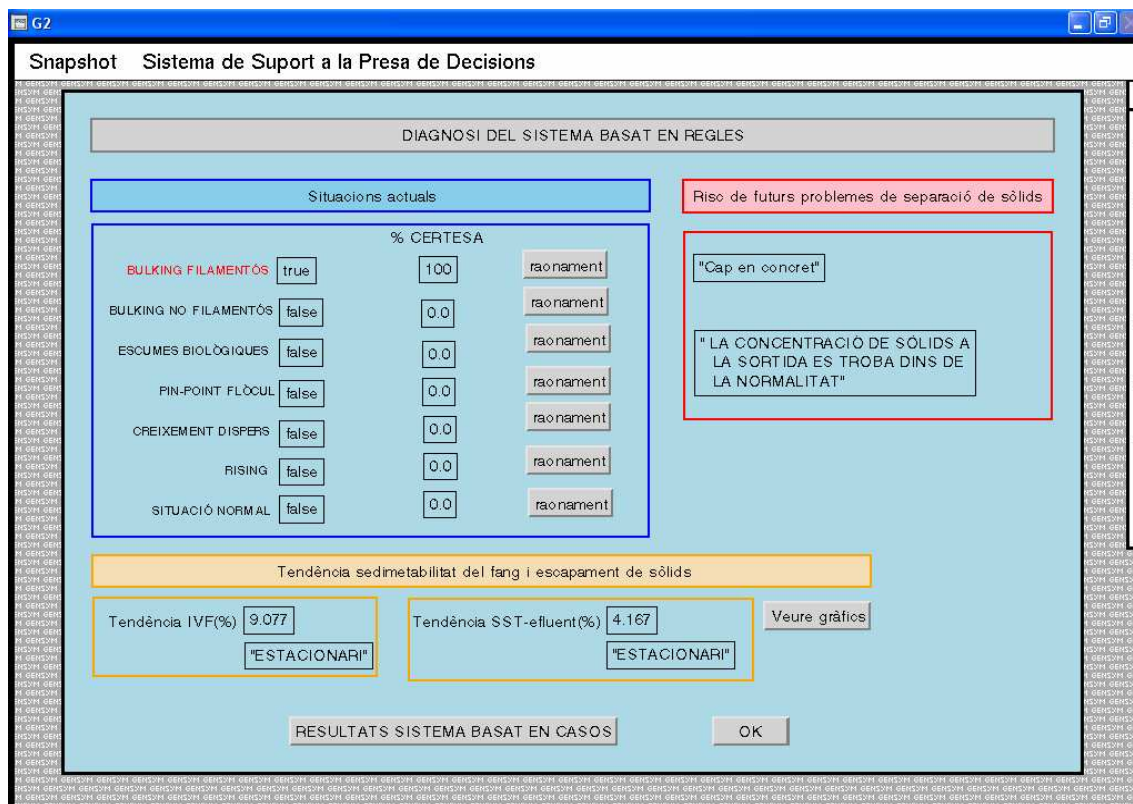 G2
Snapshot Sistema de Suport a la Presa de Decisions
DIAGNOSI DEL SISTEMA BASAT EN REGLES
Situacions actuals
Risc de futurs problemes de separació de sòlids
% CERTESA
BULKING FILAMENTÓS true 100 raonament
BULKING NO FILAMENTÓS false 0.0 raonament
ESCUMES BIOLÒGIQUES false 0.0 raonament
PIN-POINT FLÒCUL false 0.0 raonament
CREIXEMENT DISPERS false 0.0 raonament
RISING false 0.0 raonament
SITUACIÓ NORMAL false 0.0 raonament
"Cap en concret"
" LA CONCENTRACIÓ DE SÒLIDS A
LA SORTIDA ES TROBA DINS DE
LA NORMALITAT"
Tendència sedimetabilitat del fang i escapament de sòlids
Tendència IVF(%) 9.077
"ESTACIONARI"
Tendència SST-efluent(%) 4.167
"ESTACIONARI"
Veure gràfics
RESULTATS SISTEMA BASAT EN CASOS
OK